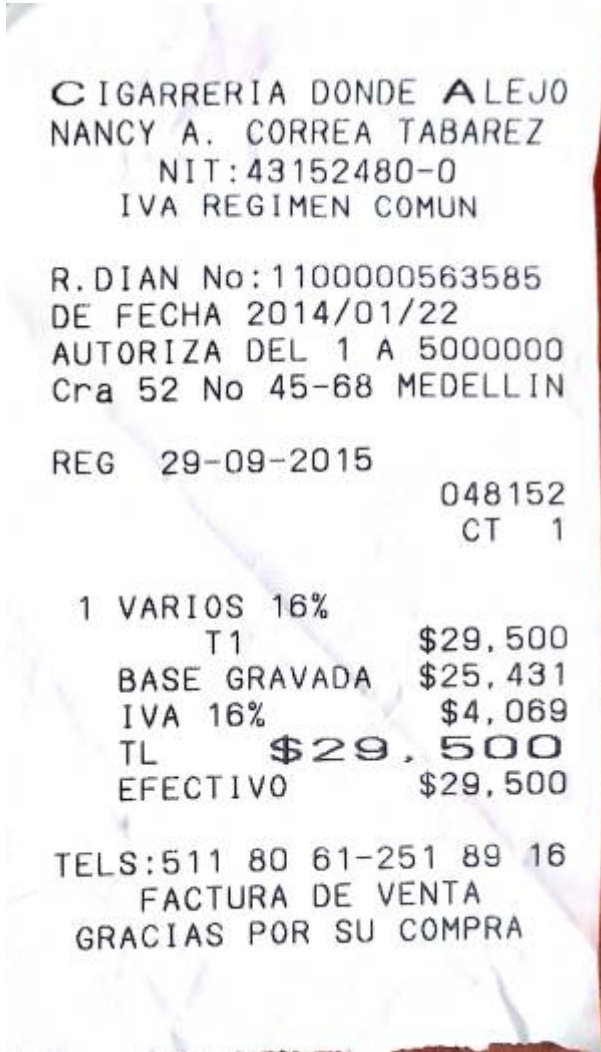 CIGARRERIA DONDE ALEJO
NANCY A. CORREA TABAREZ
NIT:43152480-0
IVA REGIMEN COMUN
R.DIAN No:1100000563585
DE FECHA 2014/01/22
AUTORIZA DEL 1 A 5000000
Cra 52 No 45-68 MEDELLIN
REG 29-09-2015
048152
CT 1
1 VARIOS 16%
T1 $29,500
BASE GRAVADA $25,431
IVA 16% $4,069
TL $29,500
EFECTIVO $29,500
TELS:511 80 61-251 89 16
FACTURA DE VENTA
GRACIAS POR SU COMPRA